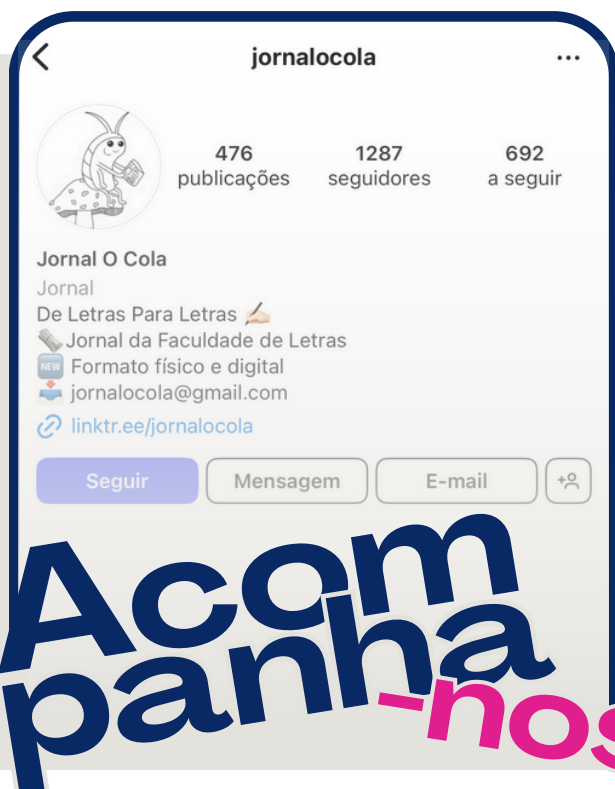 jornalocola
476
publicações
1287
seguidores
692
a seguir
Jornal O Cola
Jornal
De Letras Para Letras
Jornal da Faculdade de Letras
NEW Formato físico e digital
jornalocola@gmail.com
linktr.ee/jornalocola
Seguir
Mensagem
E-mail
Acom
panha
-nos